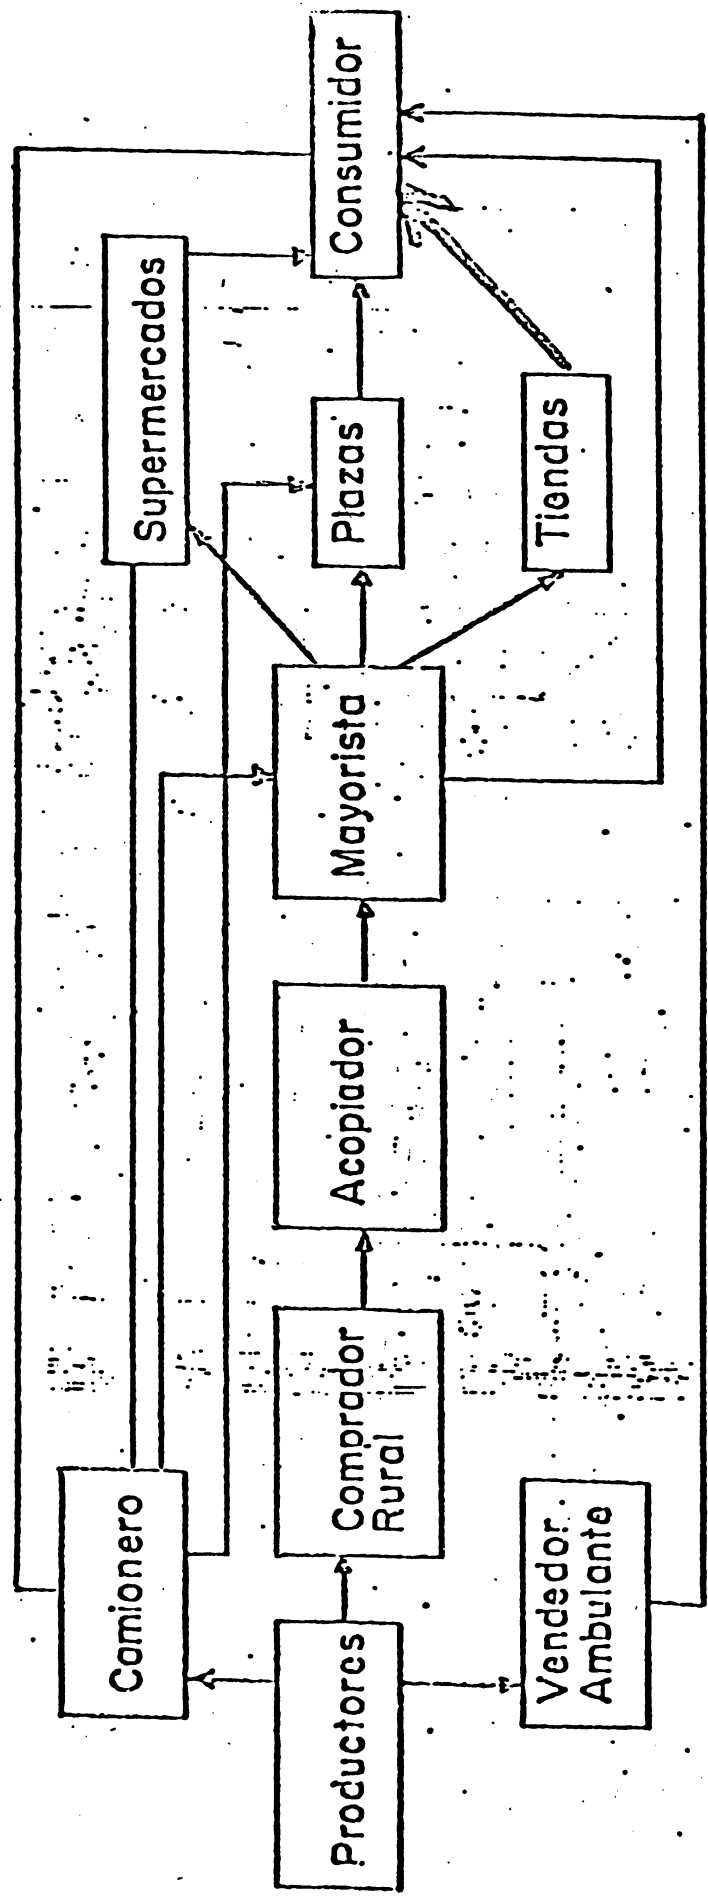 Productores
Camionero
Comprador
Rural
Vendedor
Ambulante
Acopiador
Mayorista
Supermercados
Plazas
Tiendas
Consumidor